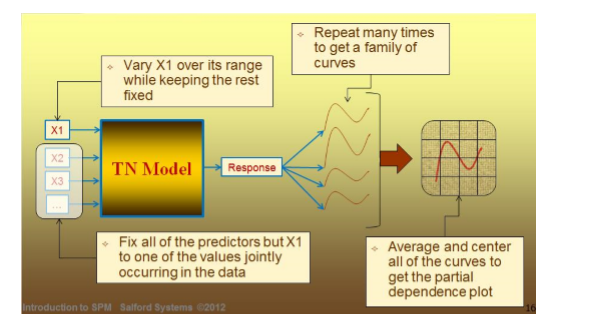 Repeat many times
to get a family of
curves
Vary X1 over its range
while keeping the rest
fixed
X1
X2
X3
...
TN Model
Response
Fix all of the predictors but X1
to one of the values jointly
occurring in the data
Average and center
all of the curves to
get the partial
dependence plot
Introduction to SPM Salford Systems ©2012
16